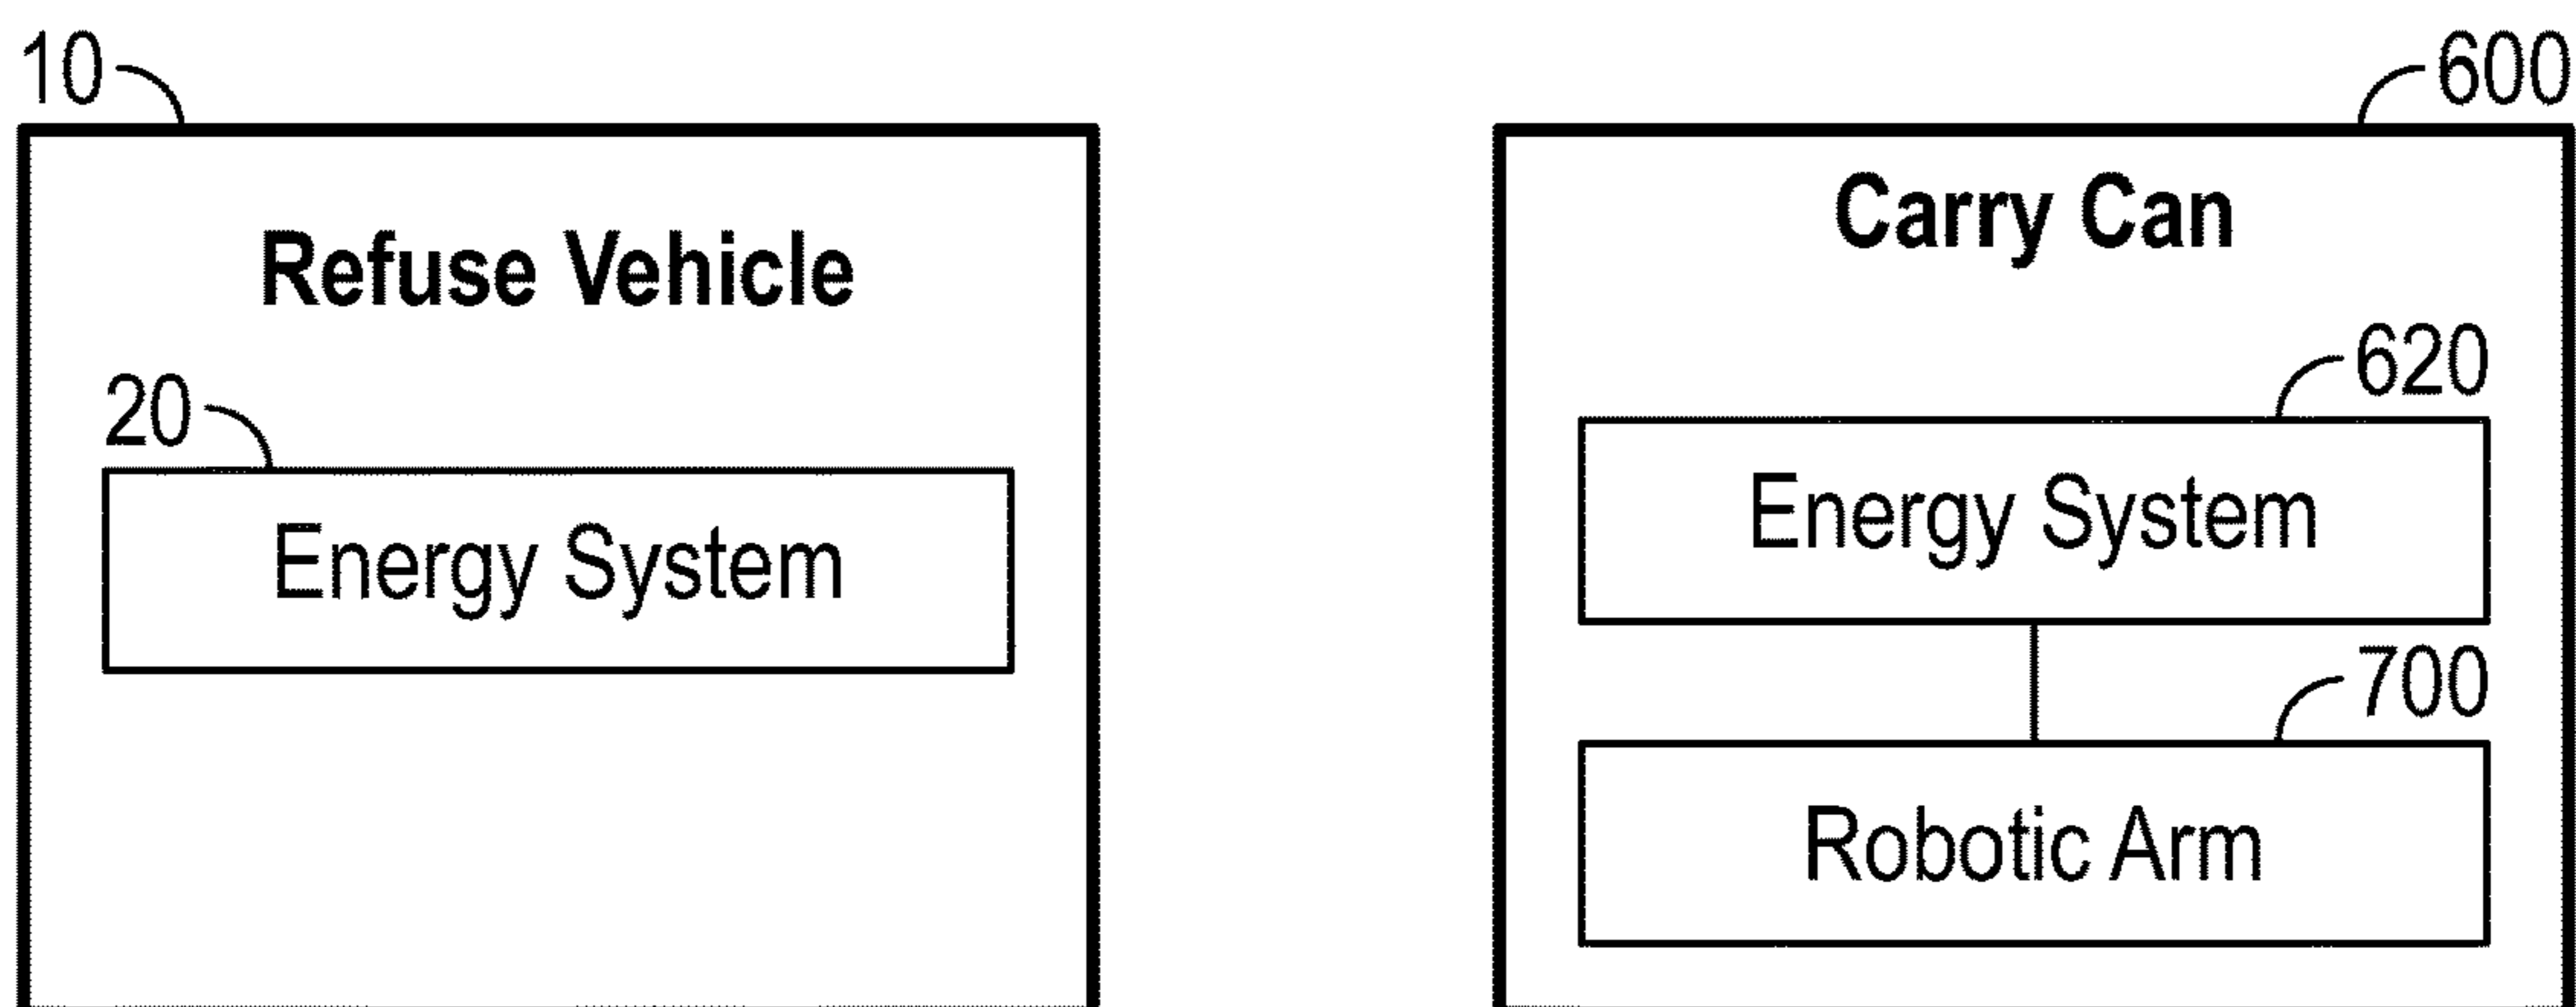 10
Refuse Vehicle
20
Energy System
600
Carry Can
620
Energy System
700
Robotic Arm